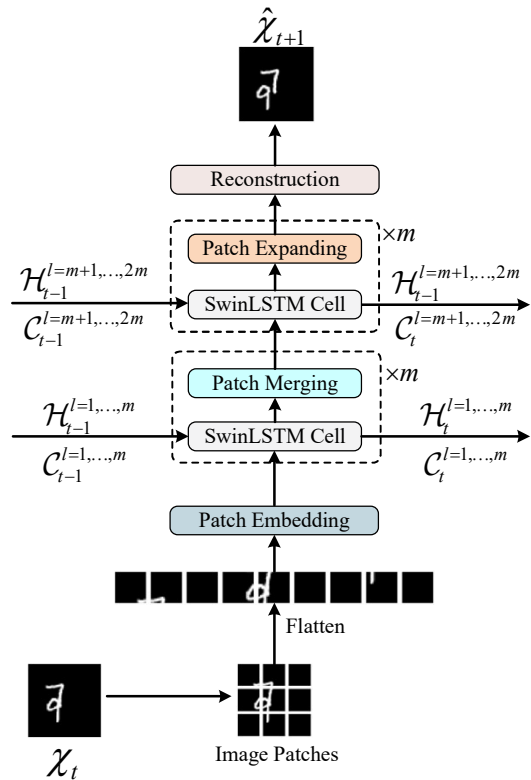 𝒳̂_{t+1}
Reconstruction
×m
Patch Expanding
ℋ_{t-1}^{l=m+1,...,2m}
SwinLSTM Cell
ℋ_{t-1}^{l=m+1,...,2m}
𝒞_{t-1}^{l=m+1,...,2m}
𝒞_t^{l=m+1,...,2m}
×m
Patch Merging
ℋ_{t-1}^{l=1,...,m}
SwinLSTM Cell
ℋ_t^{l=1,...,m}
𝒞_{t-1}^{l=1,...,m}
𝒞_t^{l=1,...,m}
Patch Embedding
Flatten
𝒳_t
Image Patches